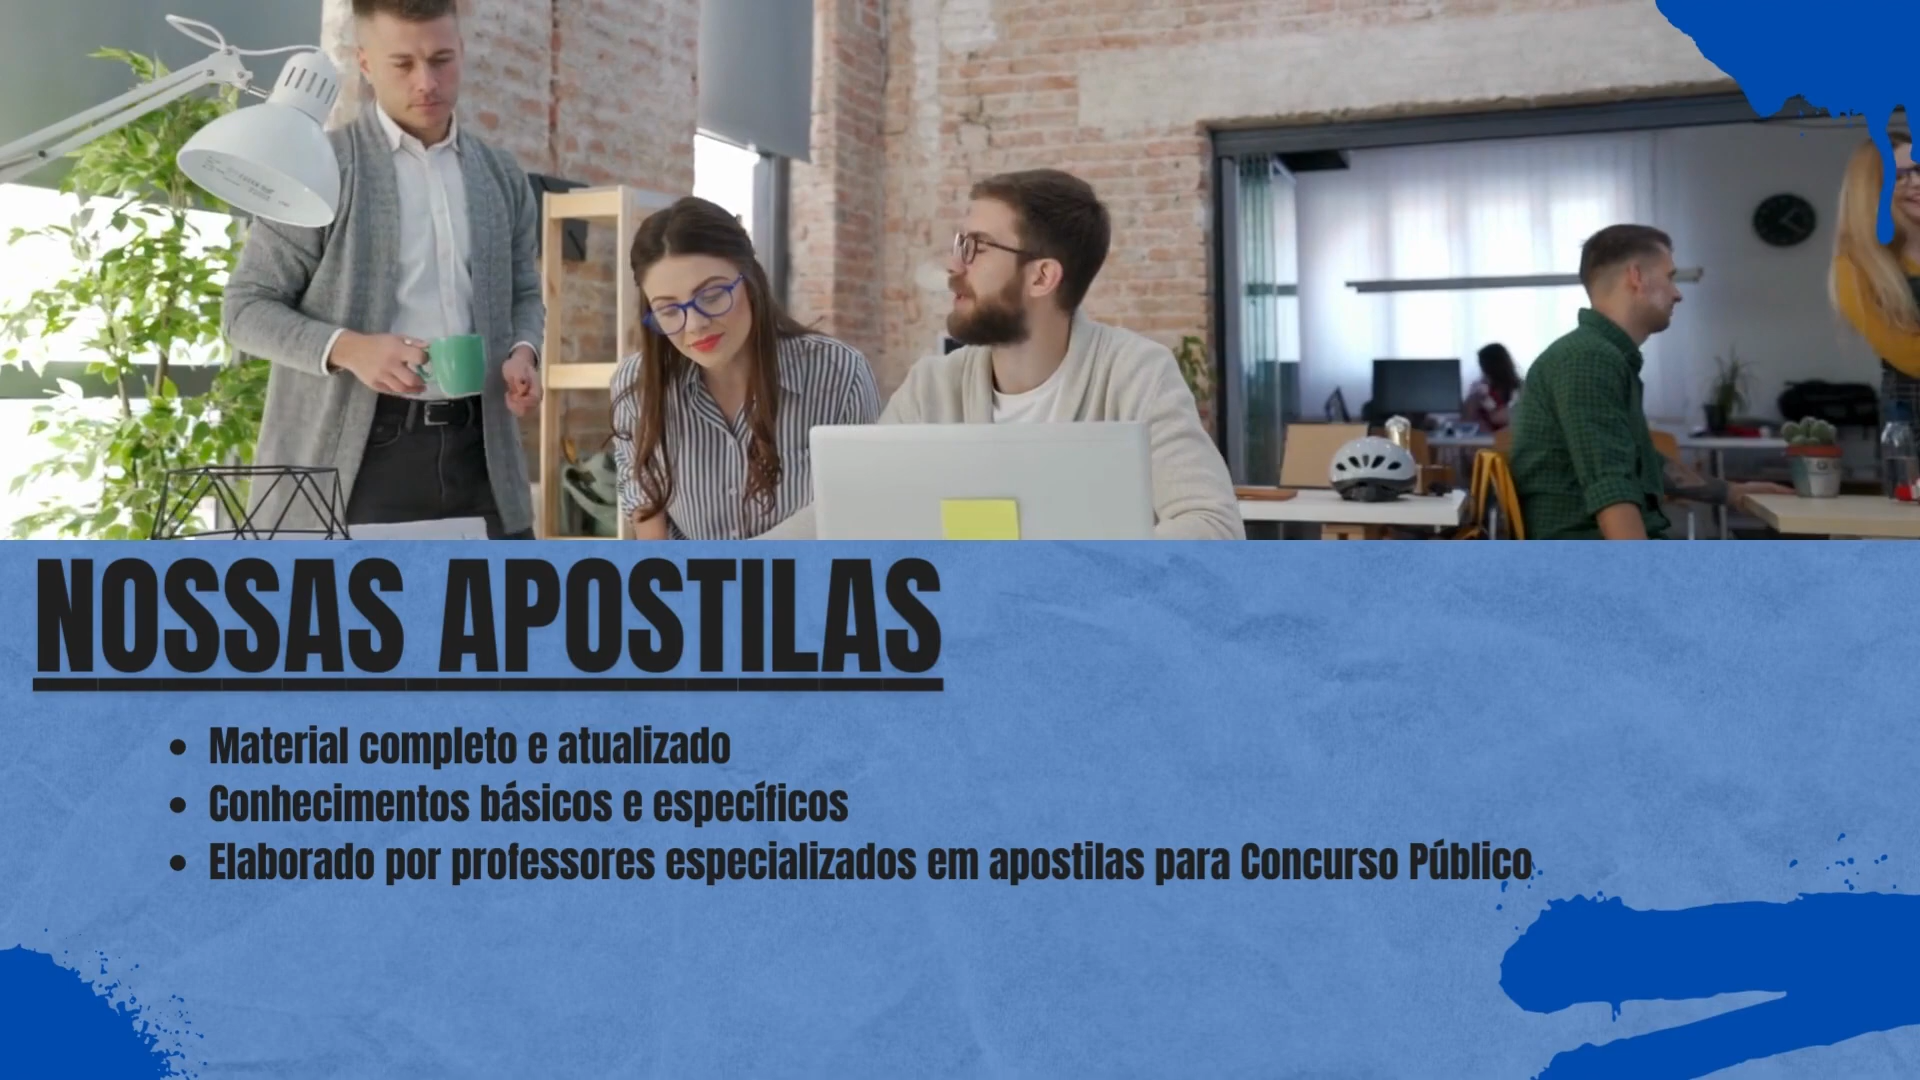 NOSSAS APOSTILAS
Material completo e atualizado
Conhecimentos básicos e específicos
Elaborado por professores especializados em apostilas para Concurso Público